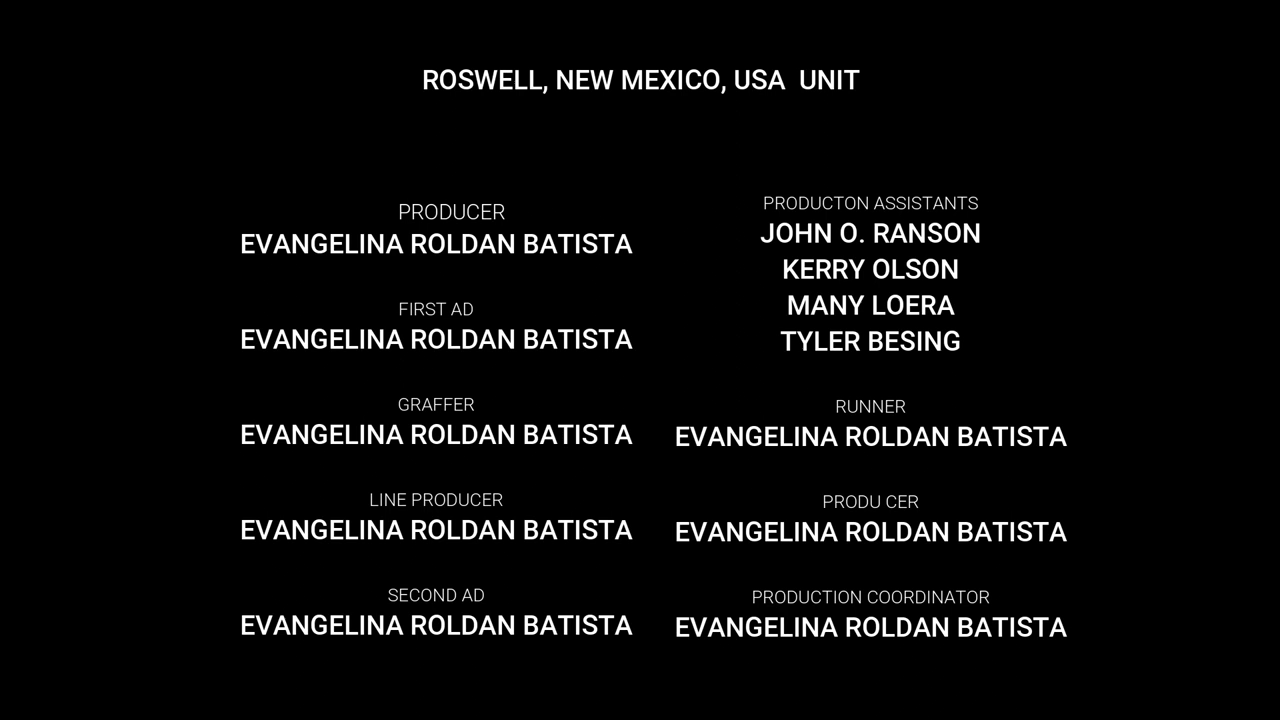 ROSWELL, NEW MEXICO, USA  UNIT
PRODUCER
EVANGELINA ROLDAN BATISTA
FIRST AD
EVANGELINA ROLDAN BATISTA
GRAFFER
EVANGELINA ROLDAN BATISTA
LINE PRODUCER
EVANGELINA ROLDAN BATISTA
SECOND AD
EVANGELINA ROLDAN BATISTA
PRODUCTON ASSISTANTS
JOHN O. RANSON
KERRY OLSON
MANY LOERA
TYLER BESING
RUNNER
EVANGELINA ROLDAN BATISTA
PRODU CER
EVANGELINA ROLDAN BATISTA
PRODUCTION COORDINATOR
EVANGELINA ROLDAN BATISTA